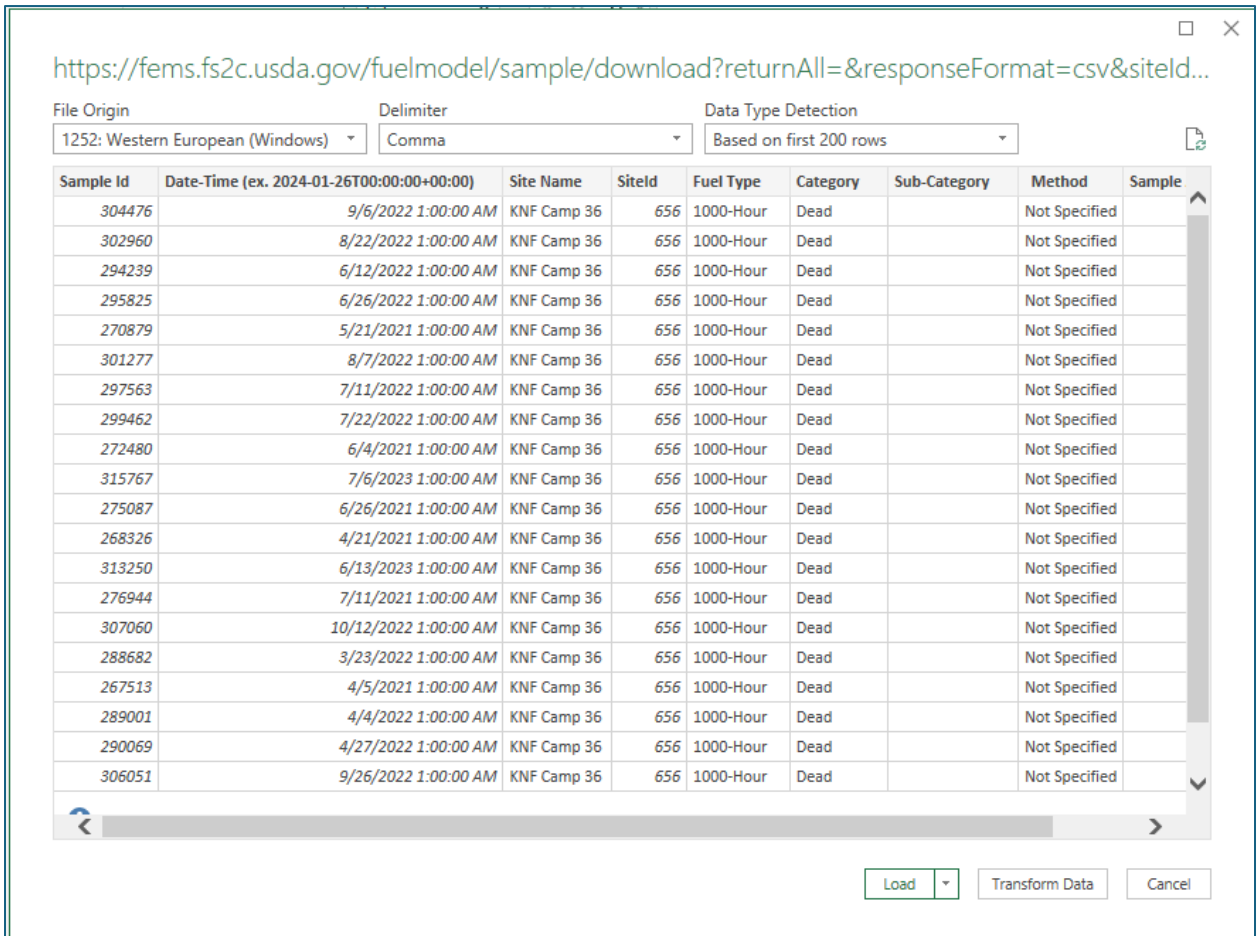 https://fems.fs2c.usda.gov/fuelmodel/sample/download?returnAll=&responseFormat=csv&siteId...
File Origin Delimiter Data Type Detection
1252: Western European (Windows) Comma Based on first 200 rows
Sample Id Date-Time (ex. 2024-01-26T00:00:00+00:00) Site Name SiteId Fuel Type Category Sub-Category Method Sample
304476 9/6/2022 1:00:00 AM KNF Camp 36 656 1000-Hour Dead Not Specified
302960 8/22/2022 1:00:00 AM KNF Camp 36 656 1000-Hour Dead Not Specified
294239 6/12/2022 1:00:00 AM KNF Camp 36 656 1000-Hour Dead Not Specified
295825 6/26/2022 1:00:00 AM KNF Camp 36 656 1000-Hour Dead Not Specified
270879 5/21/2021 1:00:00 AM KNF Camp 36 656 1000-Hour Dead Not Specified
301277 8/7/2022 1:00:00 AM KNF Camp 36 656 1000-Hour Dead Not Specified
297563 7/11/2022 1:00:00 AM KNF Camp 36 656 1000-Hour Dead Not Specified
299462 7/22/2022 1:00:00 AM KNF Camp 36 656 1000-Hour Dead Not Specified
272480 6/4/2021 1:00:00 AM KNF Camp 36 656 1000-Hour Dead Not Specified
315767 7/6/2023 1:00:00 AM KNF Camp 36 656 1000-Hour Dead Not Specified
275087 6/26/2021 1:00:00 AM KNF Camp 36 656 1000-Hour Dead Not Specified
268326 4/21/2021 1:00:00 AM KNF Camp 36 656 1000-Hour Dead Not Specified
313250 6/13/2023 1:00:00 AM KNF Camp 36 656 1000-Hour Dead Not Specified
276944 7/11/2021 1:00:00 AM KNF Camp 36 656 1000-Hour Dead Not Specified
307060 10/12/2022 1:00:00 AM KNF Camp 36 656 1000-Hour Dead Not Specified
288682 3/23/2022 1:00:00 AM KNF Camp 36 656 1000-Hour Dead Not Specified
267513 4/5/2021 1:00:00 AM KNF Camp 36 656 1000-Hour Dead Not Specified
289001 4/4/2022 1:00:00 AM KNF Camp 36 656 1000-Hour Dead Not Specified
290069 4/27/2022 1:00:00 AM KNF Camp 36 656 1000-Hour Dead Not Specified
306051 9/26/2022 1:00:00 AM KNF Camp 36 656 1000-Hour Dead Not Specified
Load Transform Data Cancel